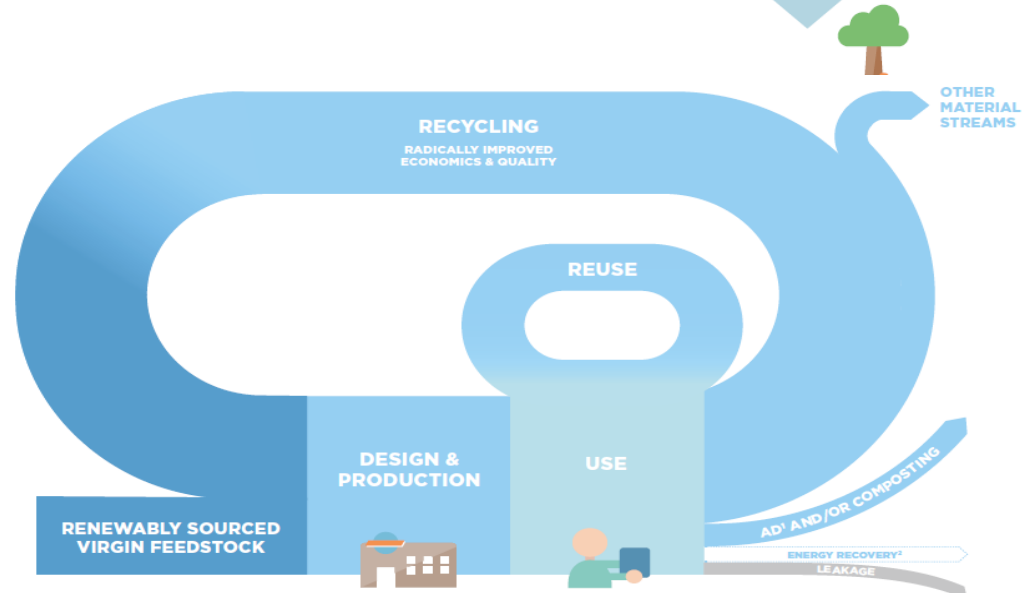 OTHER
MATERIAL
STREAMS
RECYCLING
RADICALLY IMPROVED
ECONOMICS & QUALITY
REUSE
DESIGN &
PRODUCTION
USE
RENEWABLY SOURCED
VIRGIN FEEDSTOCK
AD¹ AND/OR COMPOSTING
ENERGY RECOVERY²
LEAKAGE